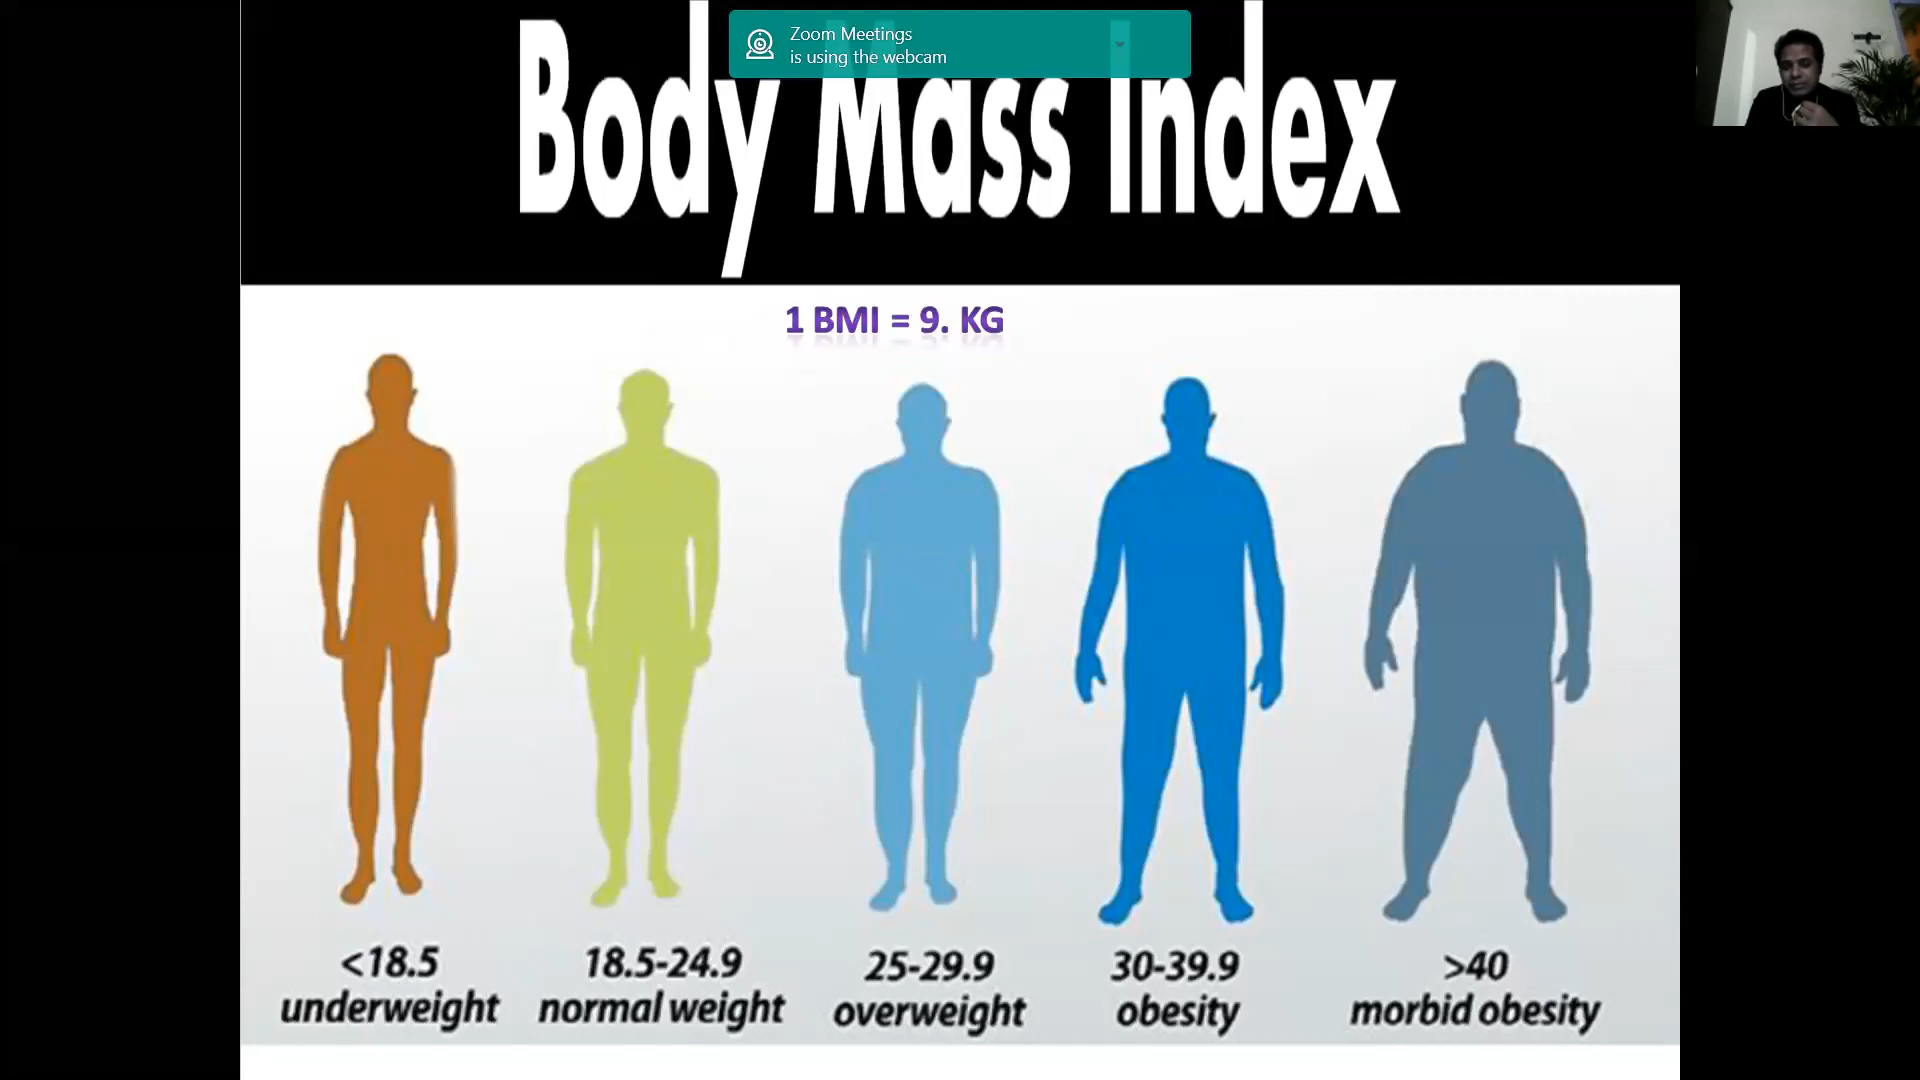 Zoom Meetings
is using the webcam
Body Mass Index
1 BMI = 9. KG
<18.5
underweight
18.5-24.9
normal weight
25-29.9
overweight
30-39.9
obesity
>40
morbid obesity